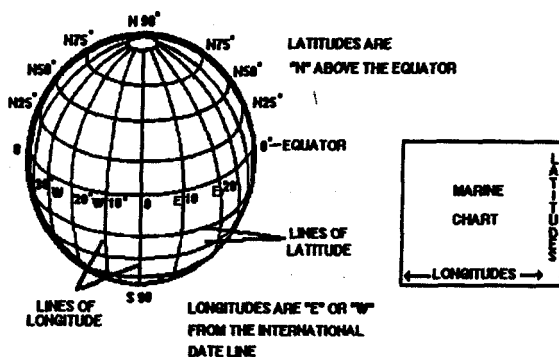 N 90°
N75° N75°
LATITUDES ARE
"N" ABOVE THE EQUATOR
N50° N50°
N25° N25°
0 0°-EQUATOR
30° W 20° W 10° 0 E 10 E 20
LINES OF
LATITUDE
LINES OF
LONGITUDE
S 90
LONGITUDES ARE "E" OR "W"
FROM THE INTERNATIONAL
DATE LINE
MARINE
CHART
LATITUDES
LONGITUDES